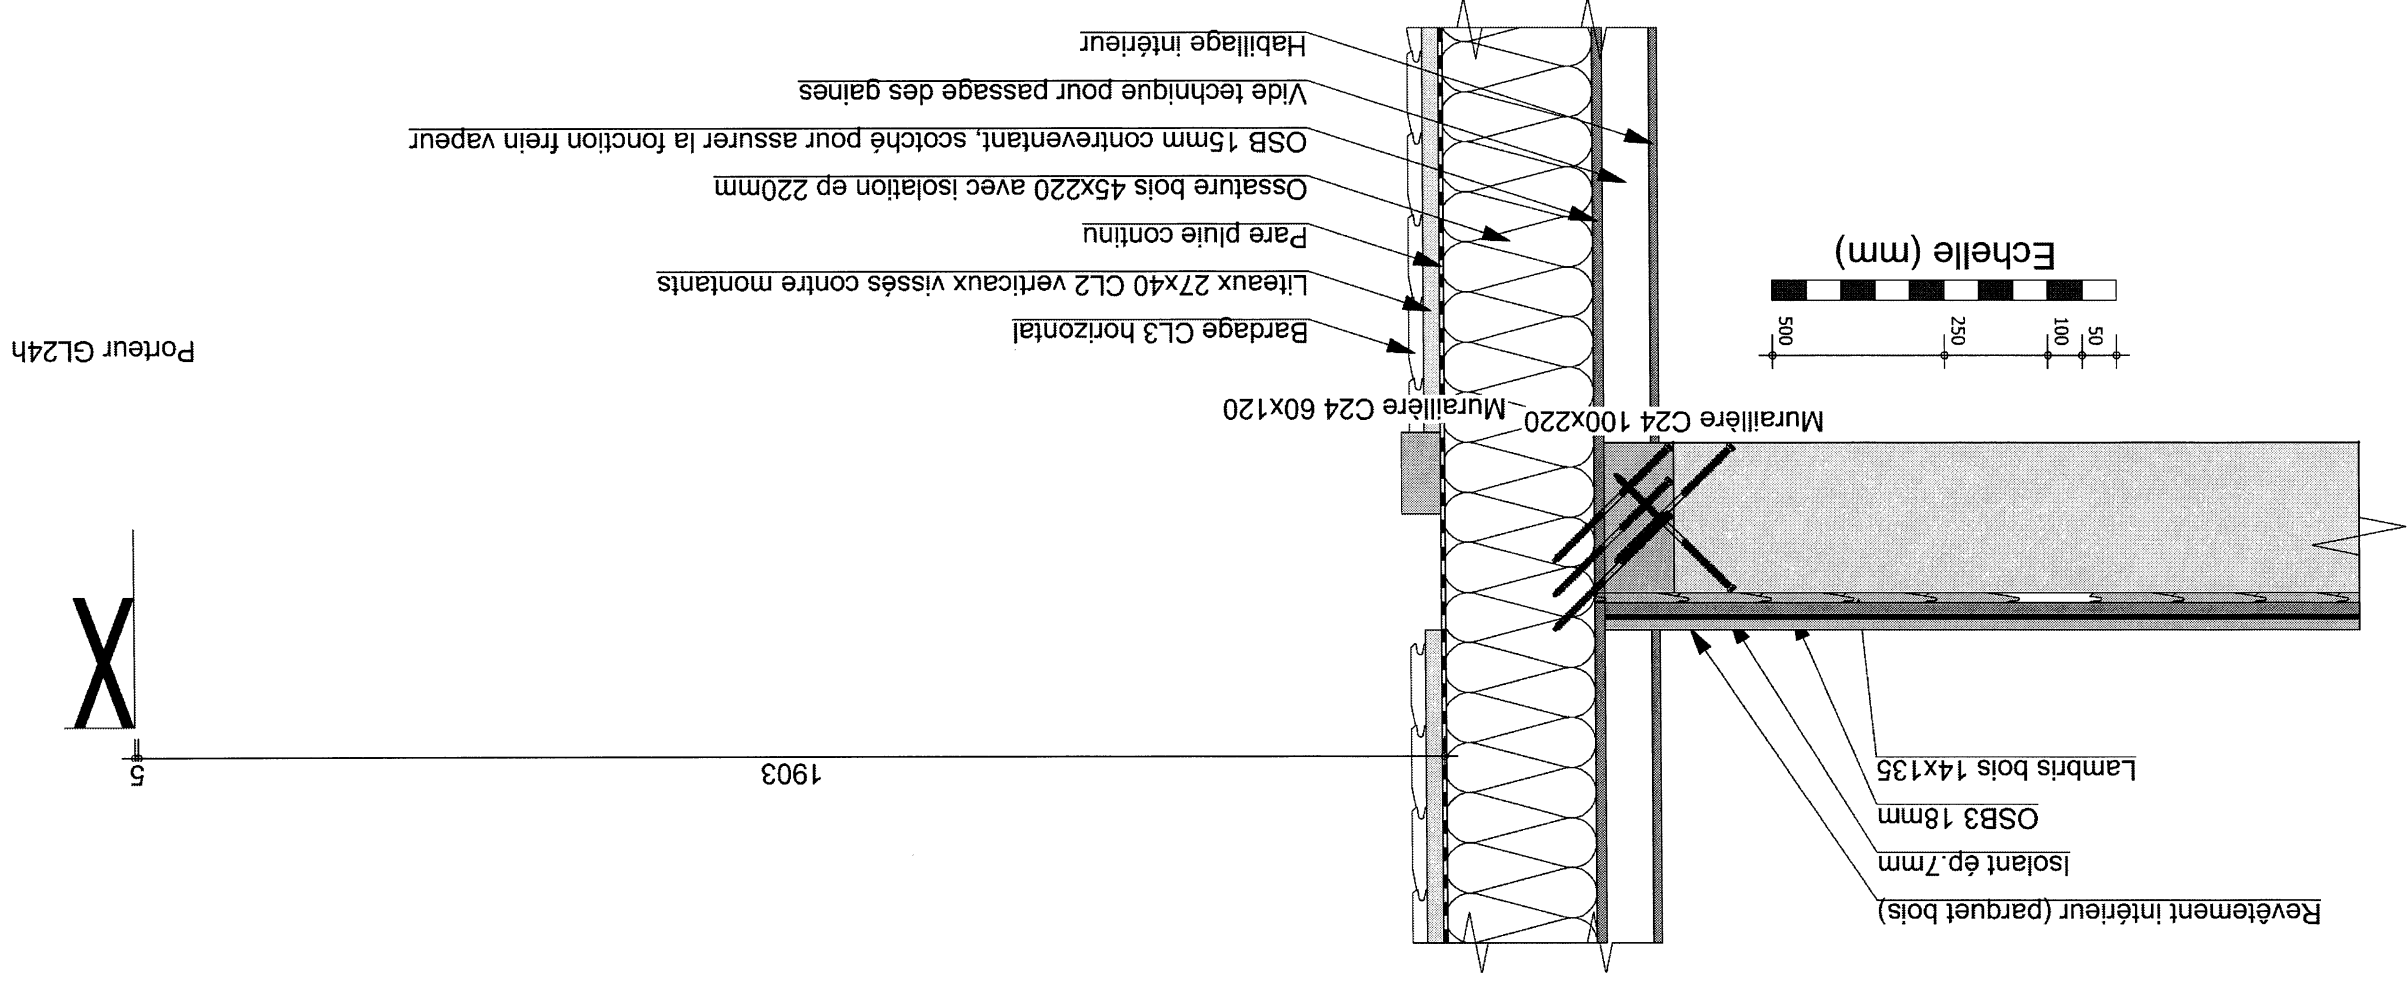 Revêtement intérieur (parquet bois)
Isolant ép.7mm
OSB3 18mm
Lambris bois 14x135
1903
5
X
Muraillère C24 100x220
Muraillère C24 60x120
Porteur GL24h
50
100
250
500
Echelle (mm)
Bardage CL3 horizontal
Liteaux 27x40 CL2 verticaux vissés contre montants
Pare pluie continu
Ossature bois 45x220 avec isolation ep 220mm
OSB 15mm contreventant, scotché pour assurer la fonction frein vapeur
Vide technique pour passage des gaines
Habillage intérieur